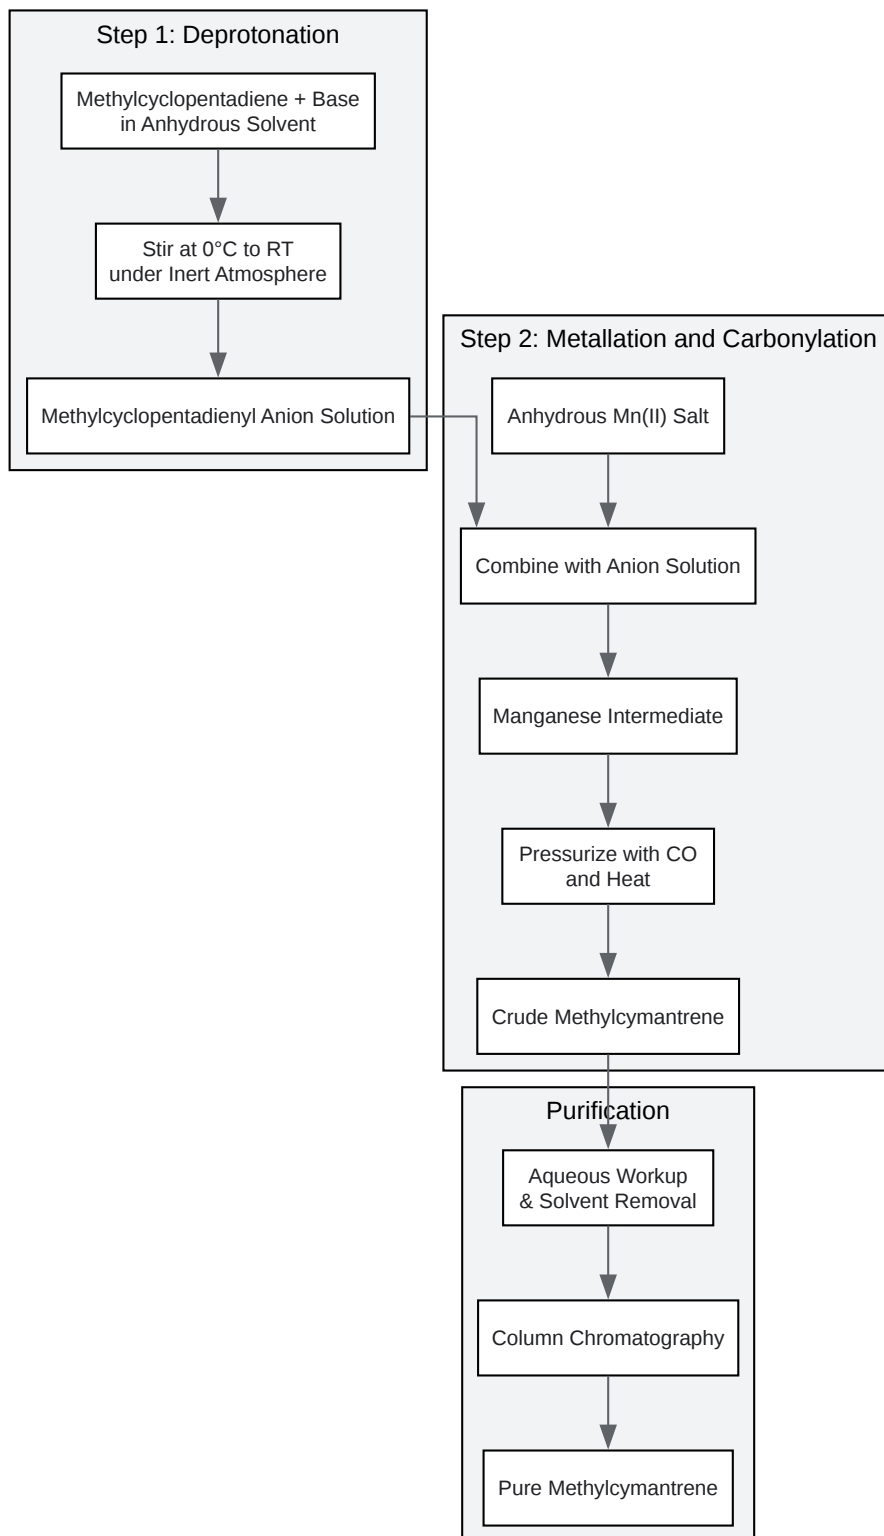 Step 1: Deprotonation
Methylcyclopentadiene + Base
in Anhydrous Solvent
Stir at 0°C to RT
under Inert Atmosphere
Methylcyclopentadienyl Anion Solution
Step 2: Metallation and Carbonylation
Anhydrous Mn(II) Salt
Combine with Anion Solution
Manganese Intermediate
Pressurize with CO
and Heat
Crude Methylcymantrene
Purification
Aqueous Workup
& Solvent Removal
Column Chromatography
Pure Methylcymantrene